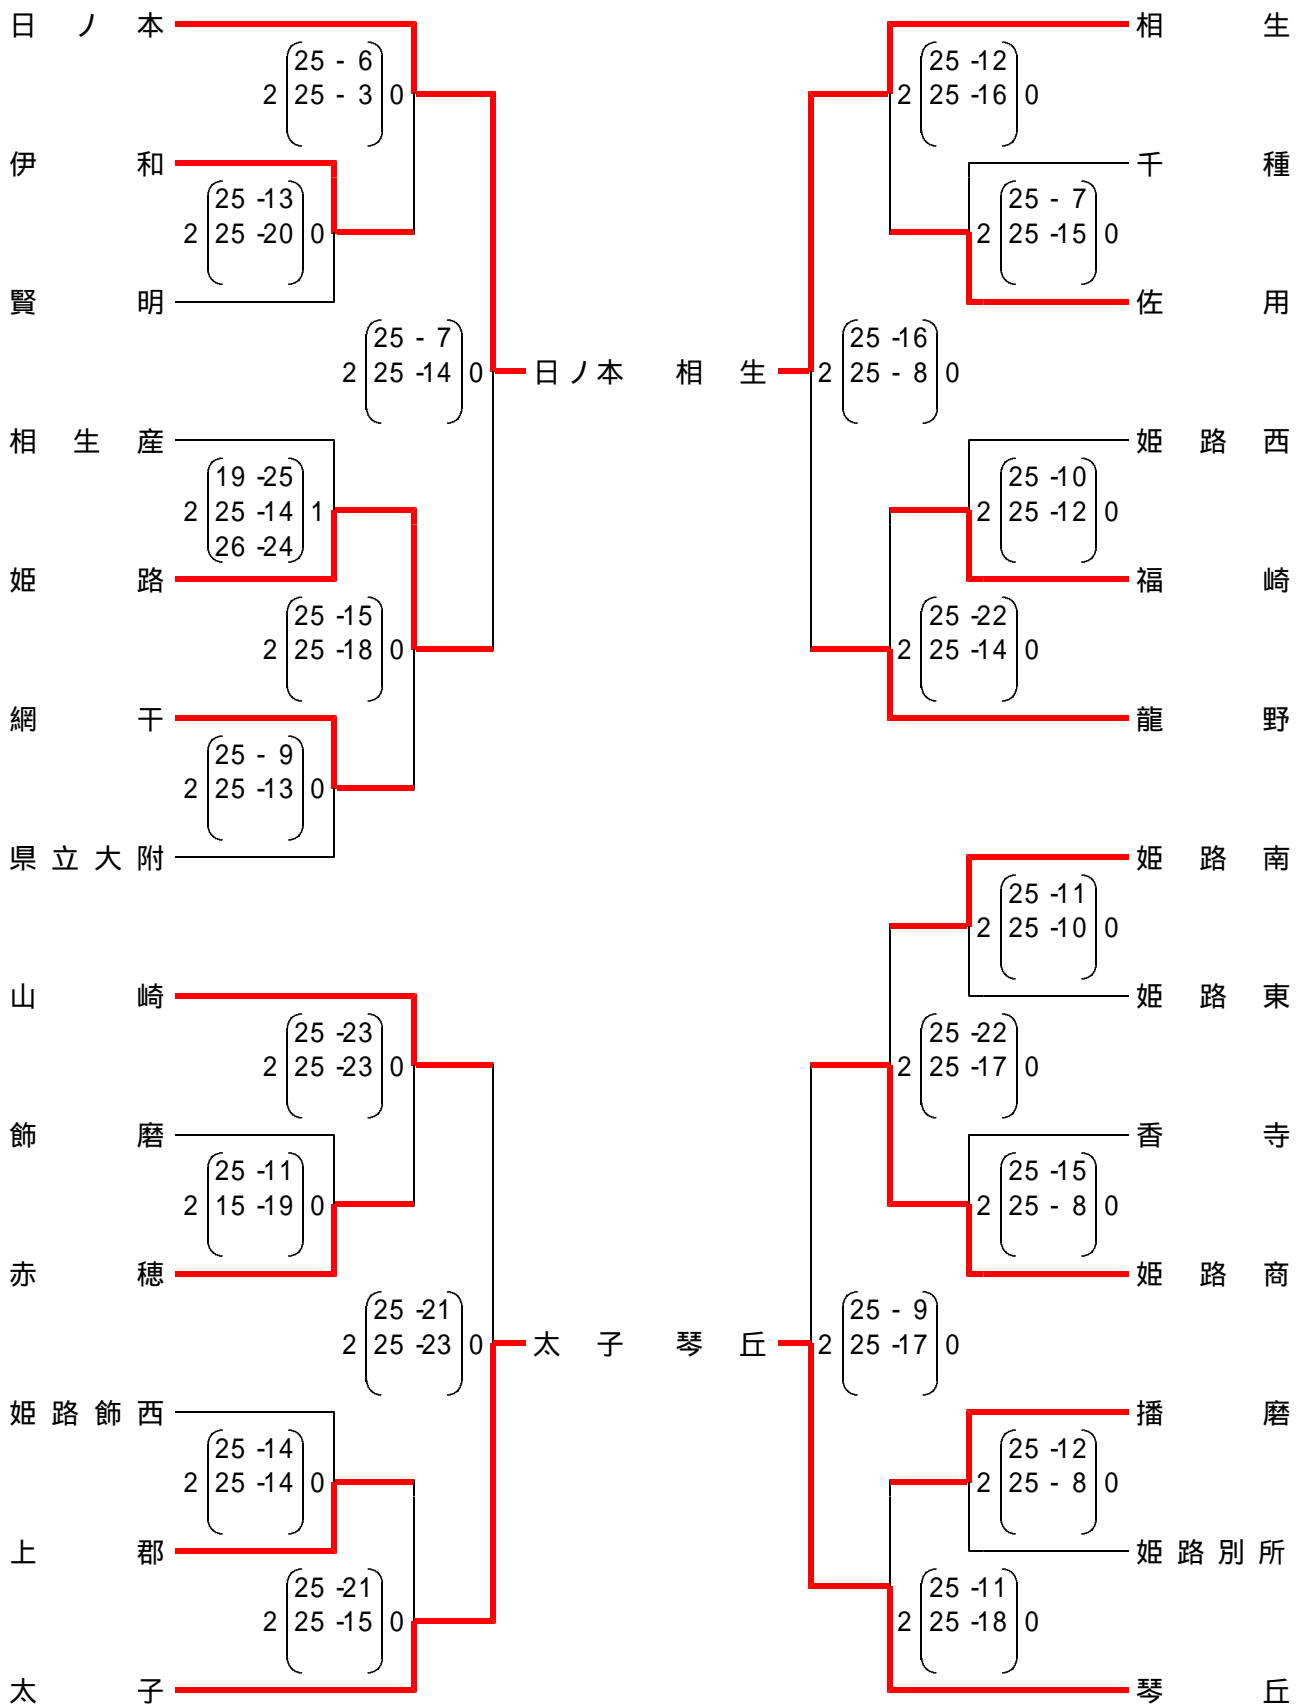 日ノ本
25 - 6
2 25 - 3 0
伊和
25 -13
2 25 -20 0
賢明
25 - 7
2 25 -14 0
日ノ本
相生産
19 -25
2 25 -14 1
26 -24
姫路
25 -15
2 25 -18 0
網干
25 - 9
2 25 -13 0
県立大附
山崎
25 -23
2 25 -23 0
飾磨
25 -11
2 15 -19 0
赤穂
25 -21
2 25 -23 0
太子
姫路飾西
25 -14
2 25 -14 0
上郡
25 -21
2 25 -15 0
太子
相生
25 -12
2 25 -16 0
千種
25 - 7
2 25 -15 0
佐用
相生
25 -16
2 25 - 8 0
姫路西
25 -10
2 25 -12 0
福崎
25 -22
2 25 -14 0
龍野
姫路南
25 -11
2 25 -10 0
姫路東
25 -22
2 25 -17 0
香寺
25 -15
2 25 - 8 0
姫路商
琴丘
25 - 9
2 25 -17 0
播磨
25 -12
2 25 - 8 0
姫路別所
25 -11
2 25 -18 0
琴丘